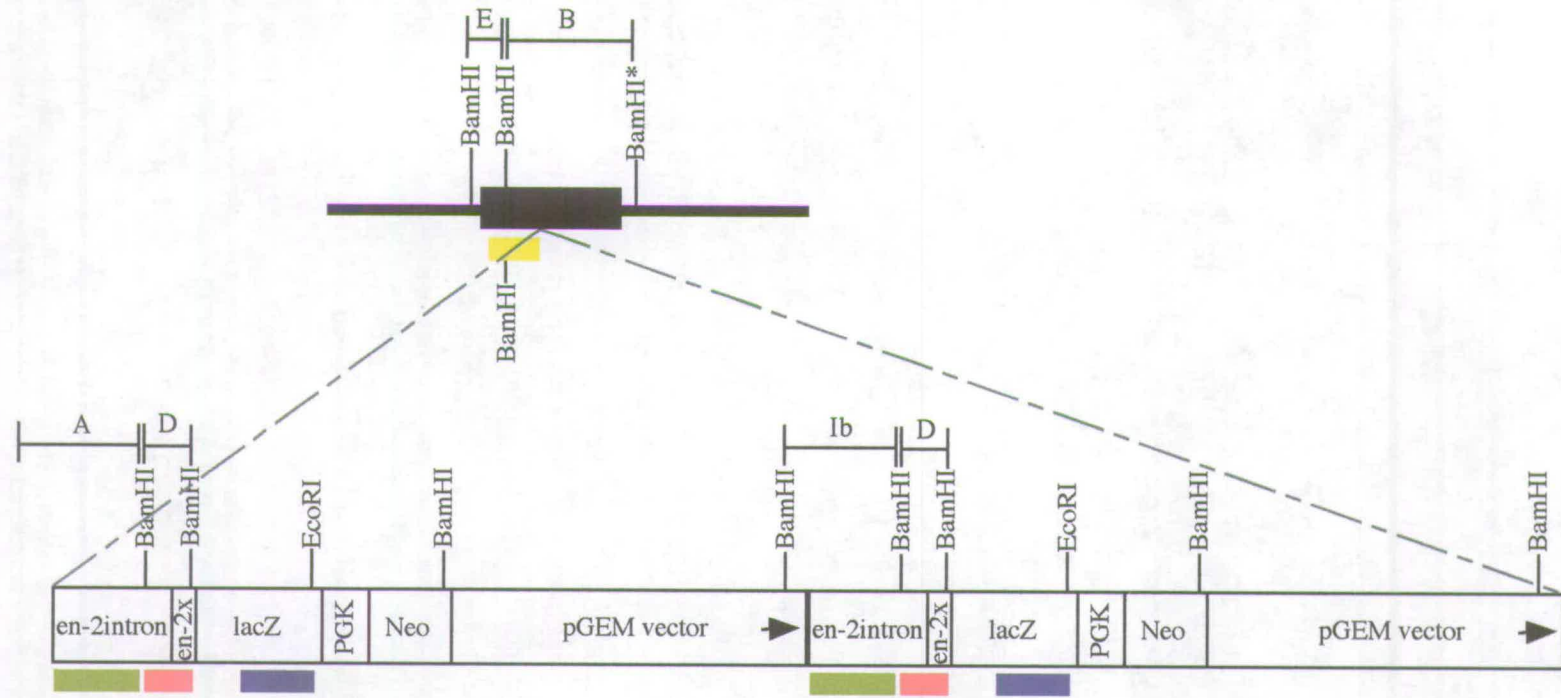 E B
BamHI BamHI BamHI*
BamHI
A D Ib D
BamHI BamHI EcoRI BamHI BamHI BamHI BamHI EcoRI BamHI BamHI
en-2intron en-2x lacZ PGK Neo pGEM vector en-2intron en-2x lacZ PGK Neo pGEM vector